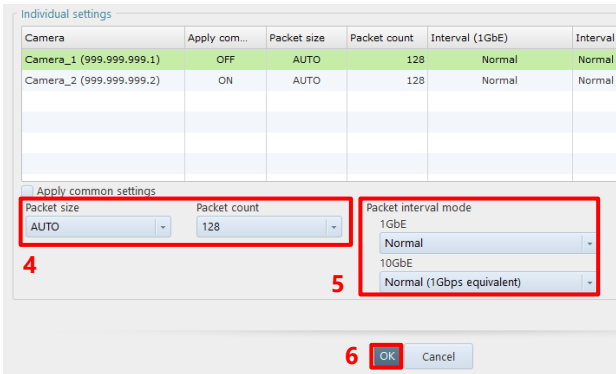 Individual settings
Camera Apply com... Packet size Packet count Interval (1GbE) Interval
Camera_1 (999.999.999.1) OFF AUTO 128 Normal Normal
Camera_2 (999.999.999.2) ON AUTO 128 Normal Normal
Apply common settings
Packet size Packet count Packet interval mode
1GbE
AUTO 128
Normal
4
10GbE
5
Normal (1Gbps equivalent)
6 OK Cancel